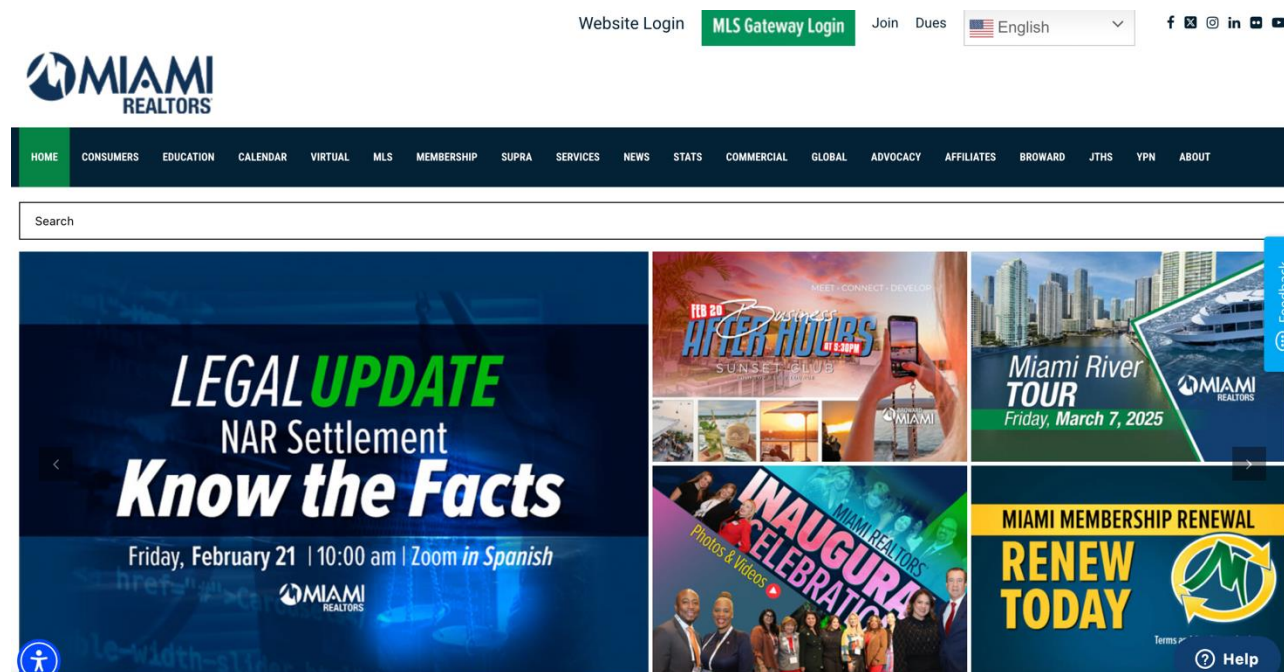 Website Login
MLS Gateway Login
Join
Dues
English
MIAMI
REALTORS
HOME
CONSUMERS
EDUCATION
CALENDAR
VIRTUAL
MLS
MEMBERSHIP
SUPRA
SERVICES
NEWS
STATS
COMMERCIAL
GLOBAL
ADVOCACY
AFFILIATES
BROWARD
JTHS
YPN
ABOUT
Search
LEGAL UPDATE
NAR Settlement
Know the Facts
Friday, February 21 | 10:00 am | Zoom in Spanish
MIAMI
REALTORS
MEET - CONNECT - DEVELOP
FEB 20
Business
AFTER HOURS
AT 5:30PM
SUNSET CLUB
BROWARD
MIAMI
Miami River
TOUR
Friday, March 7, 2025
MIAMI
REALTORS
MIAMI REALTORS
INAUGURA
CELEBRATIO
Photos & Videos
MIAMI MEMBERSHIP RENEWAL
RENEW
TODAY
Terms
Help